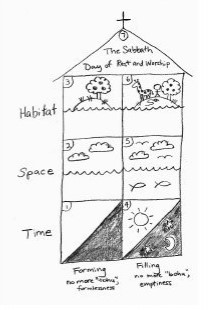 7
The Sabbath
Day of Rest and Worship
3
6
Habitat
2
5
Space
1
4
Time
Forming
no more "tohu",
formlessness
Filling
no more "bohu",
emptiness